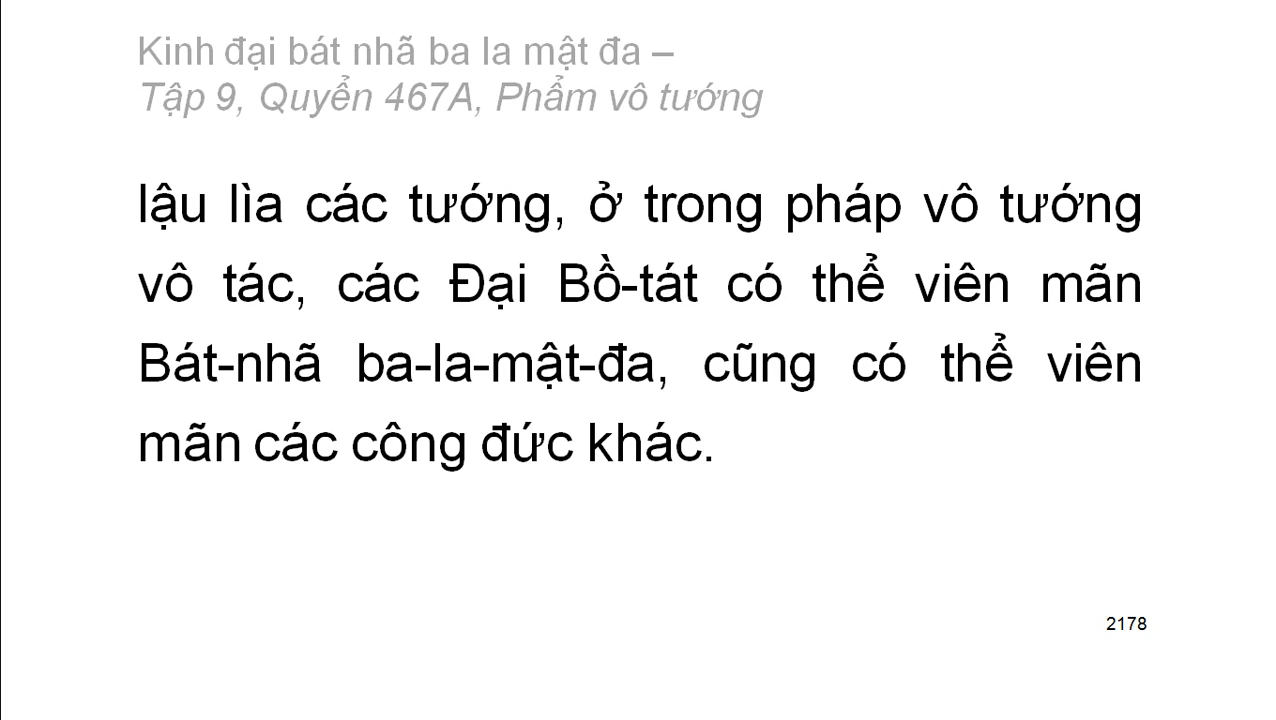 Kinh đại bát nhã ba la mật đa –
Tập 9, Quyển 467A, Phẩm vô tướng
lậu lìa các tướng, ở trong pháp vô tướng
vô tác, các Đại Bồ-tát có thể viên mãn
Bát-nhã ba-la-mật-đa, cũng có thể viên
mãn các công đức khác.
2178